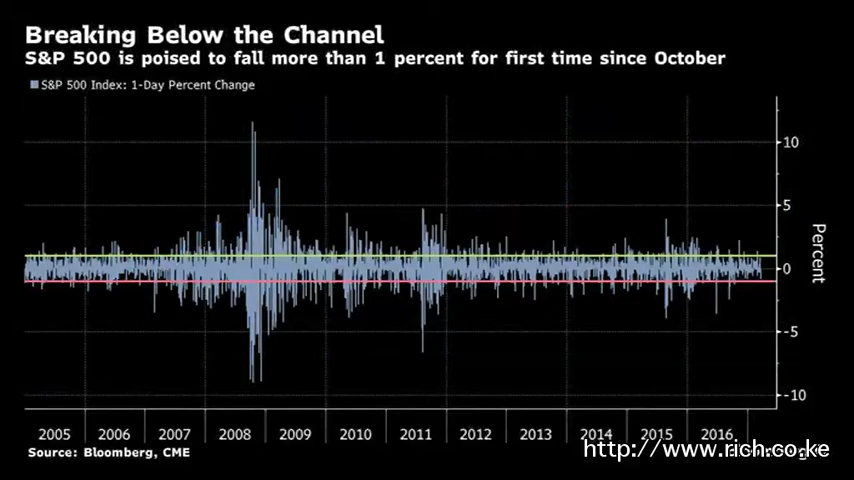 Breaking Below the Channel
S&P 500 is poised to fall more than 1 percent for first time since October
S&P 500 Index: 1-Day Percent Change
10
5
0
-5
-10
Percent
2005 2006 2007 2008 2009 2010 2011 2012 2013 2014 2015 2016
Source: Bloomberg, CME
http://www.rich.co.ke